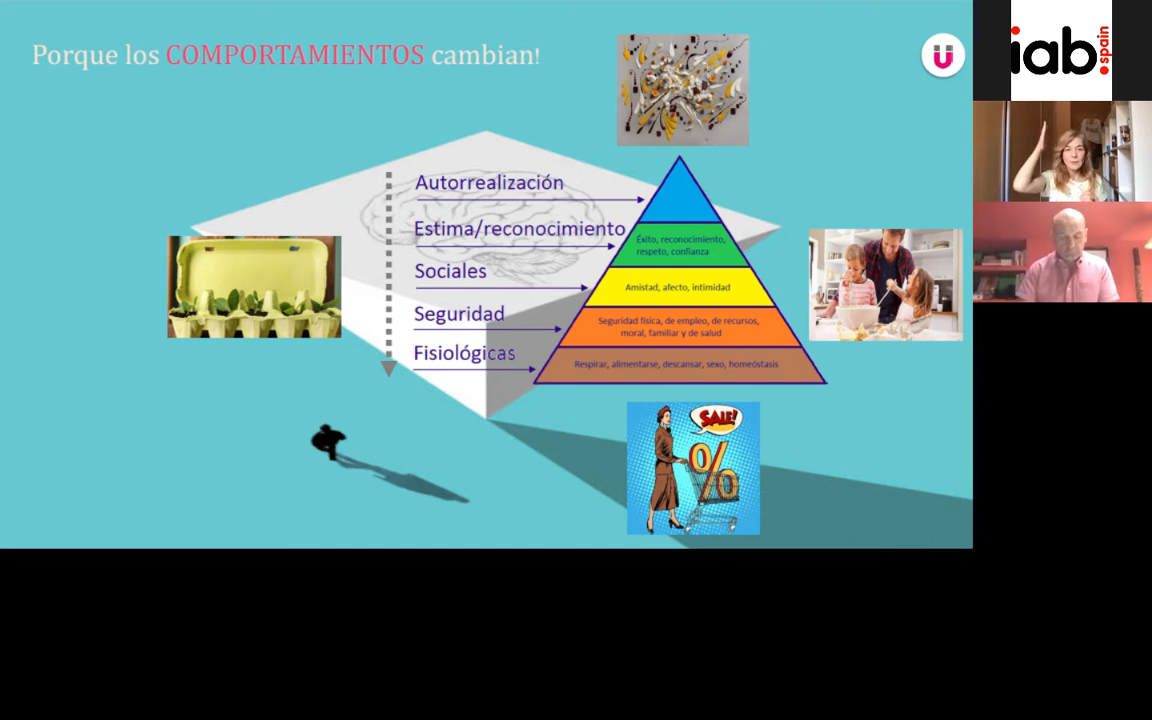 Porque los COMPORTAMIENTOS cambian!
iab.spain
Autorrealización
Estima/reconocimiento
Éxito, reconocimiento,
respeto, confianza
Sociales
Amistad, afecto, intimidad
Seguridad
Seguridad física, de empleo, de recursos,
moral, familiar y de salud
Fisiológicas
Respirar, alimentarse, descansar, sexo, homeóstasis
SALE!
%